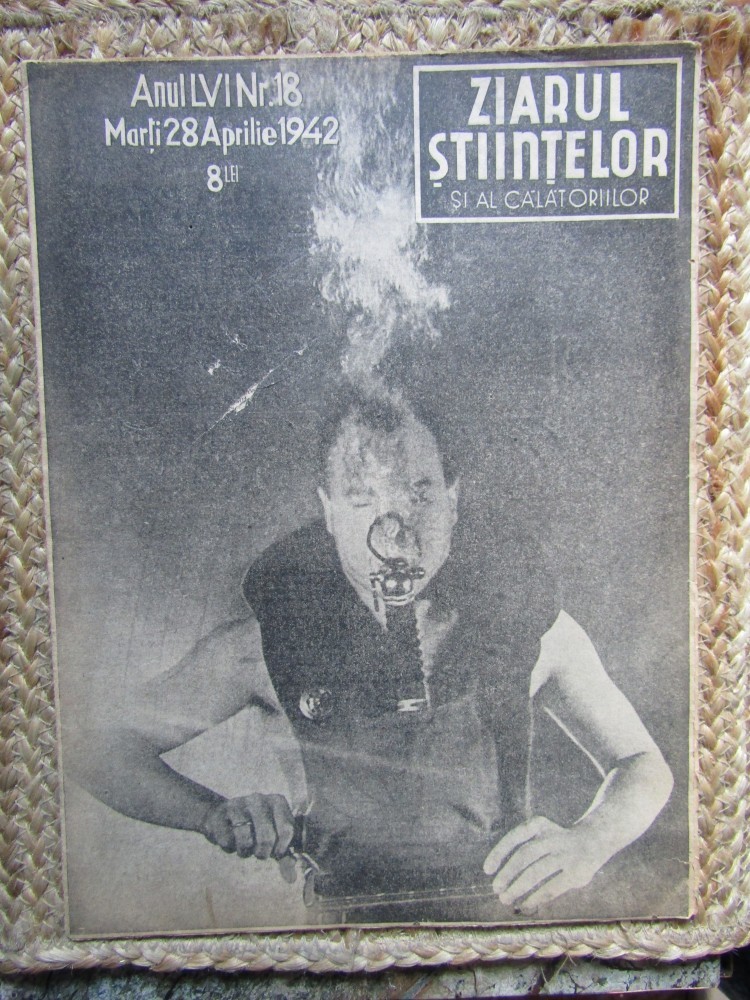 Anul LVI Nr. 18
Marți 28 Aprilie 1942
8 LEI
ZIARUL
ȘTIINȚELOR
ȘI AL CĂLĂTORIILOR